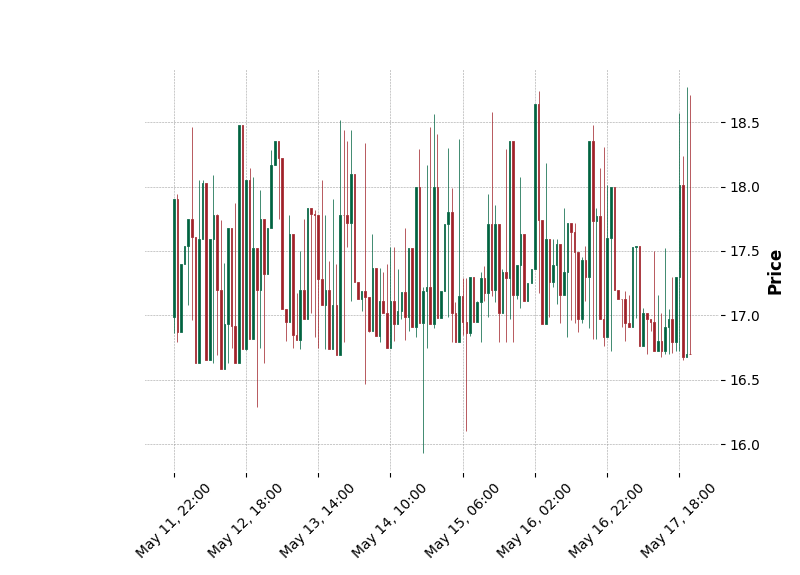 18.5
18.0
17.5
17.0
16.5
16.0
Price
May 11, 22:00
May 12, 18:00
May 13, 14:00
May 14, 10:00
May 15, 06:00
May 16, 02:00
May 16, 22:00
May 17, 18:00